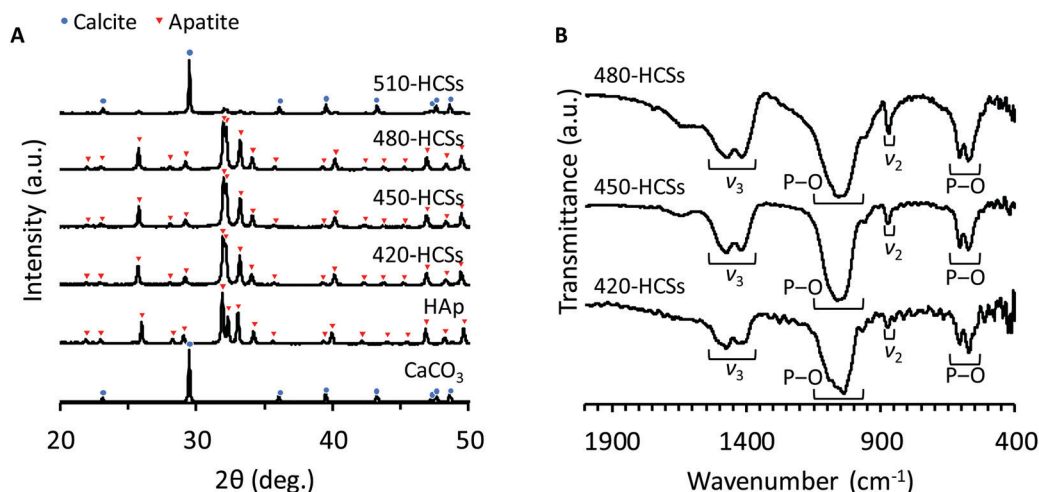 A
Calcite
Apatite
510-HCSs
480-HCSs
450-HCSs
420-HCSs
HAp
CaCO3
Intensity (a.u.)
20 30 40 50
2θ (deg.)
B
480-HCSs
ν3
P–O
ν2
P–O
450-HCSs
ν3
P–O
ν2
P–O
420-HCSs
ν3
P–O
ν2
P–O
Transmittance (a.u.)
1900 1400 900 400
Wavenumber (cm-1)